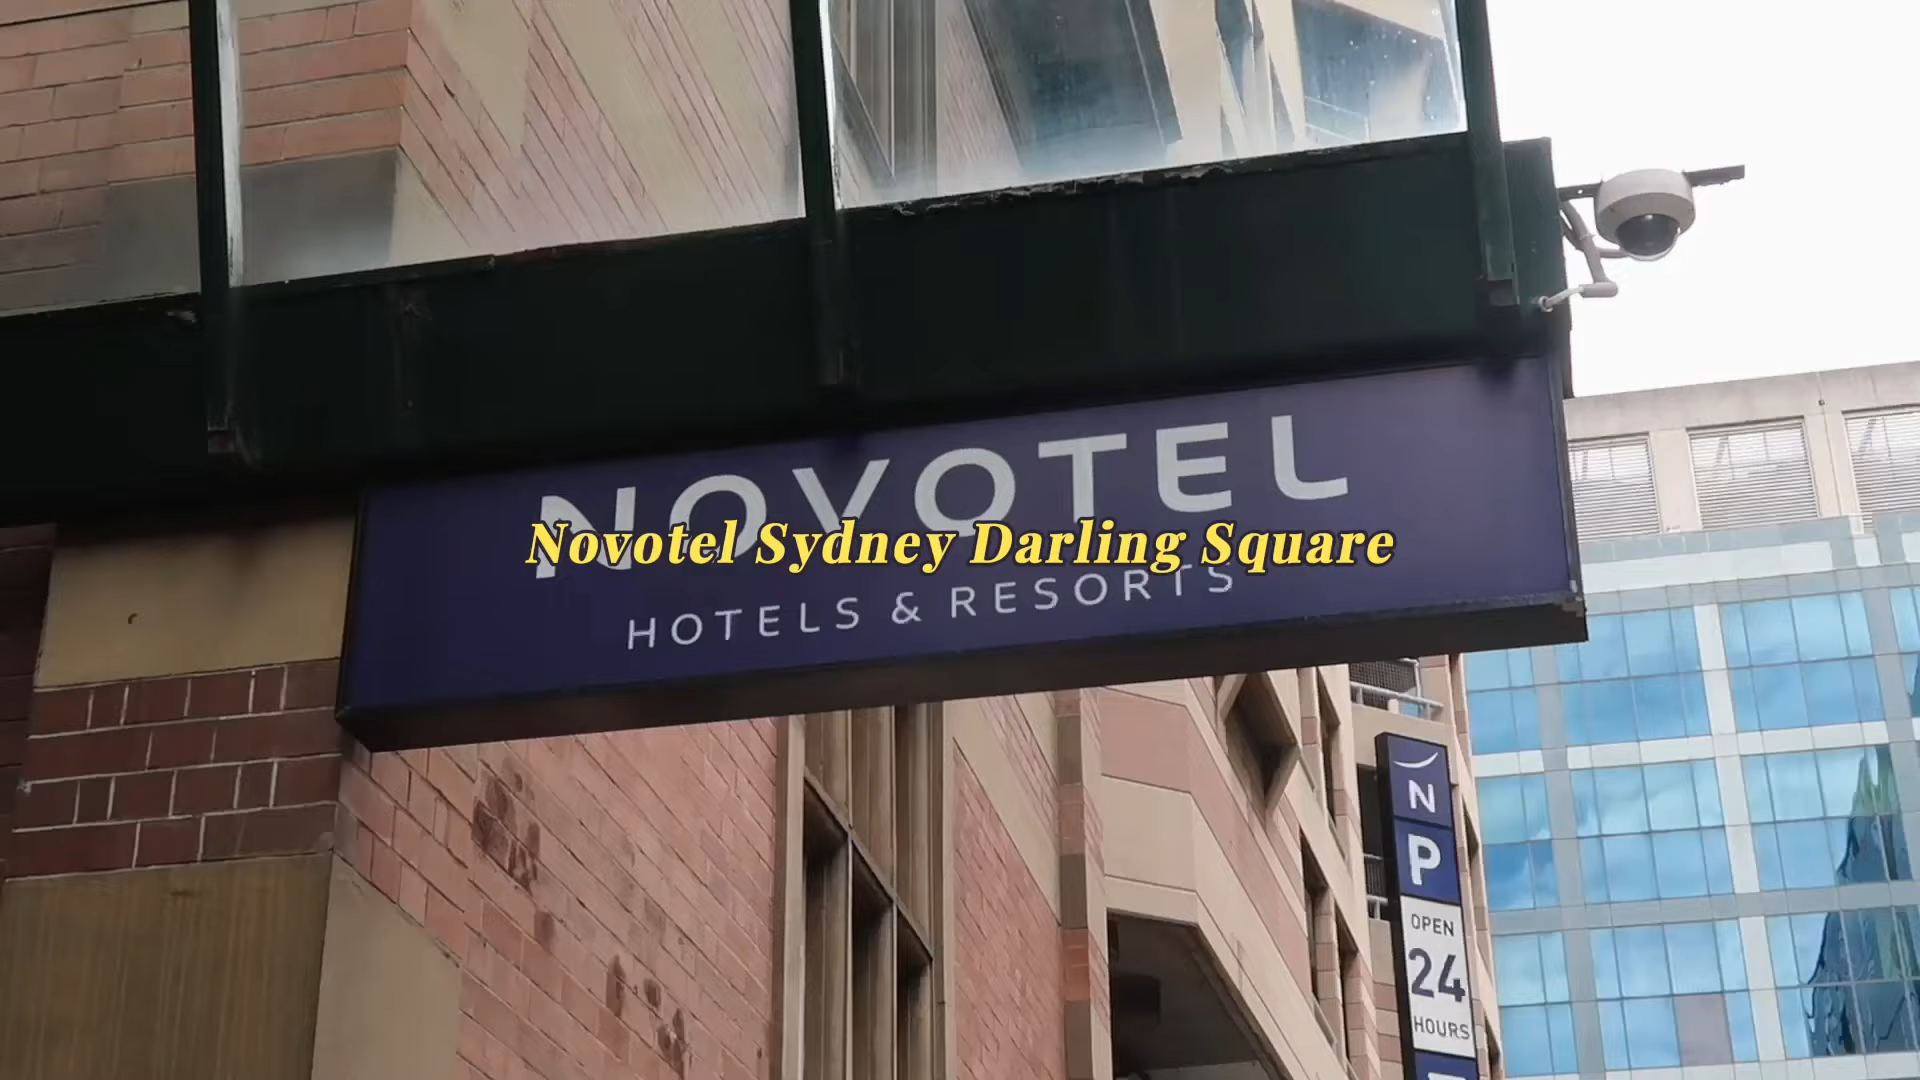 NOVOTEL
Novotel Sydney Darling Square
HOTELS & RESORTS
N
P
OPEN
24
HOURS